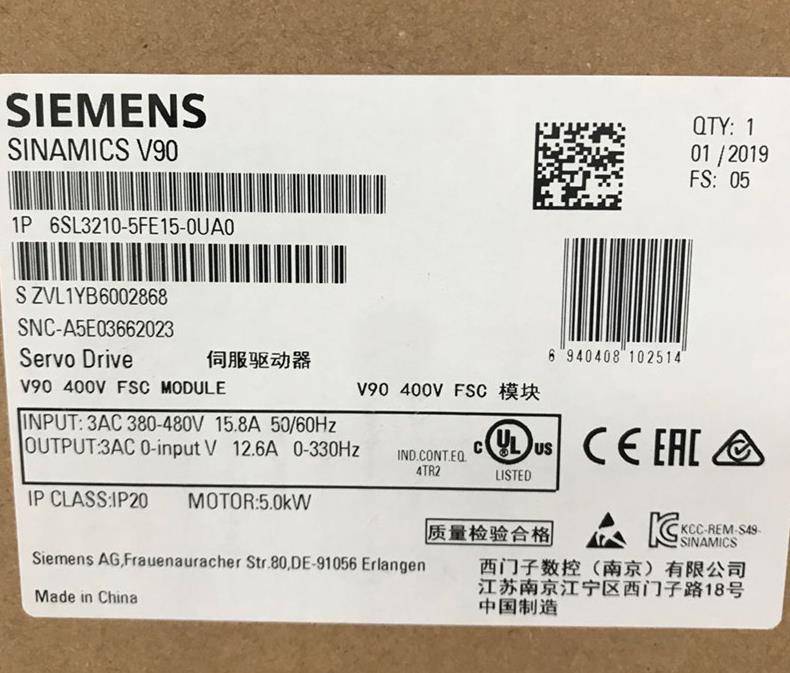 SIEMENS
SINAMICS V90
QTY: 1
01 / 2019
FS: 05
1P 6SL3210-5FE15-0UA0
S ZVL1YB6002868
SNC-A5E03662023
6 940408 102514
Servo Drive 伺服驱动器
V90 400V FSC MODULE V90 400V FSC 模块
INPUT: 3AC 380-480V 15.8A 50/60Hz
OUTPUT:3AC 0-input V 12.6A 0-330Hz
IND.CONT.EQ.
4TR2
C UL US
LISTED
CE EAC
IP CLASS:IP20 MOTOR:5.0kW
质量检验合格
KC KCC-REM-S49-
SINAMICS
Siemens AG,Frauenauracher Str.80,DE-91056 Erlangen
Made in China
西门子数控（南京）有限公司
江苏南京江宁区西门子路18号
中国制造